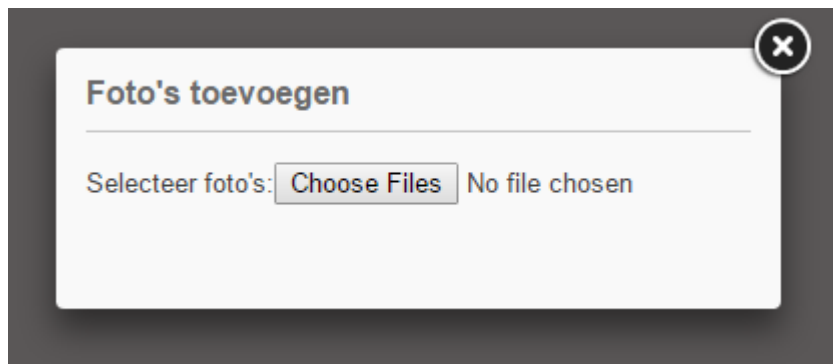 Foto's toevoegen
Selecteer foto's: Choose Files No file chosen